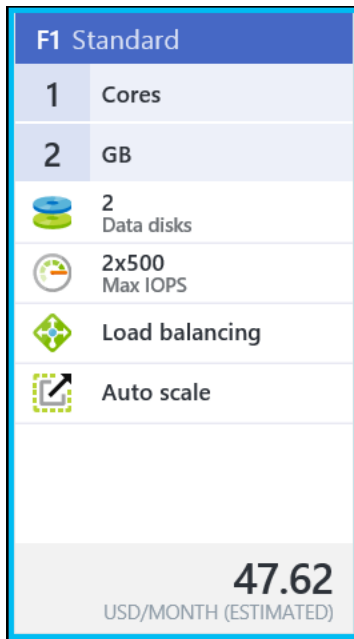 F1 Standard
1 Cores
2 GB
2
Data disks
2x500
Max IOPS
Load balancing
Auto scale
47.62
USD/MONTH (ESTIMATED)